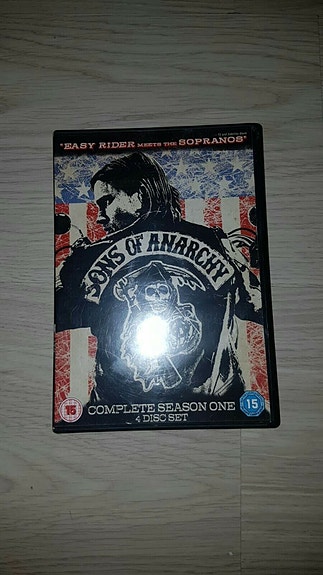 "EASY RIDER MEETS THE SOPRANOS"
SONS OF ANARCHY
COMPLETE SEASON ONE
4 DISC SET
15
15